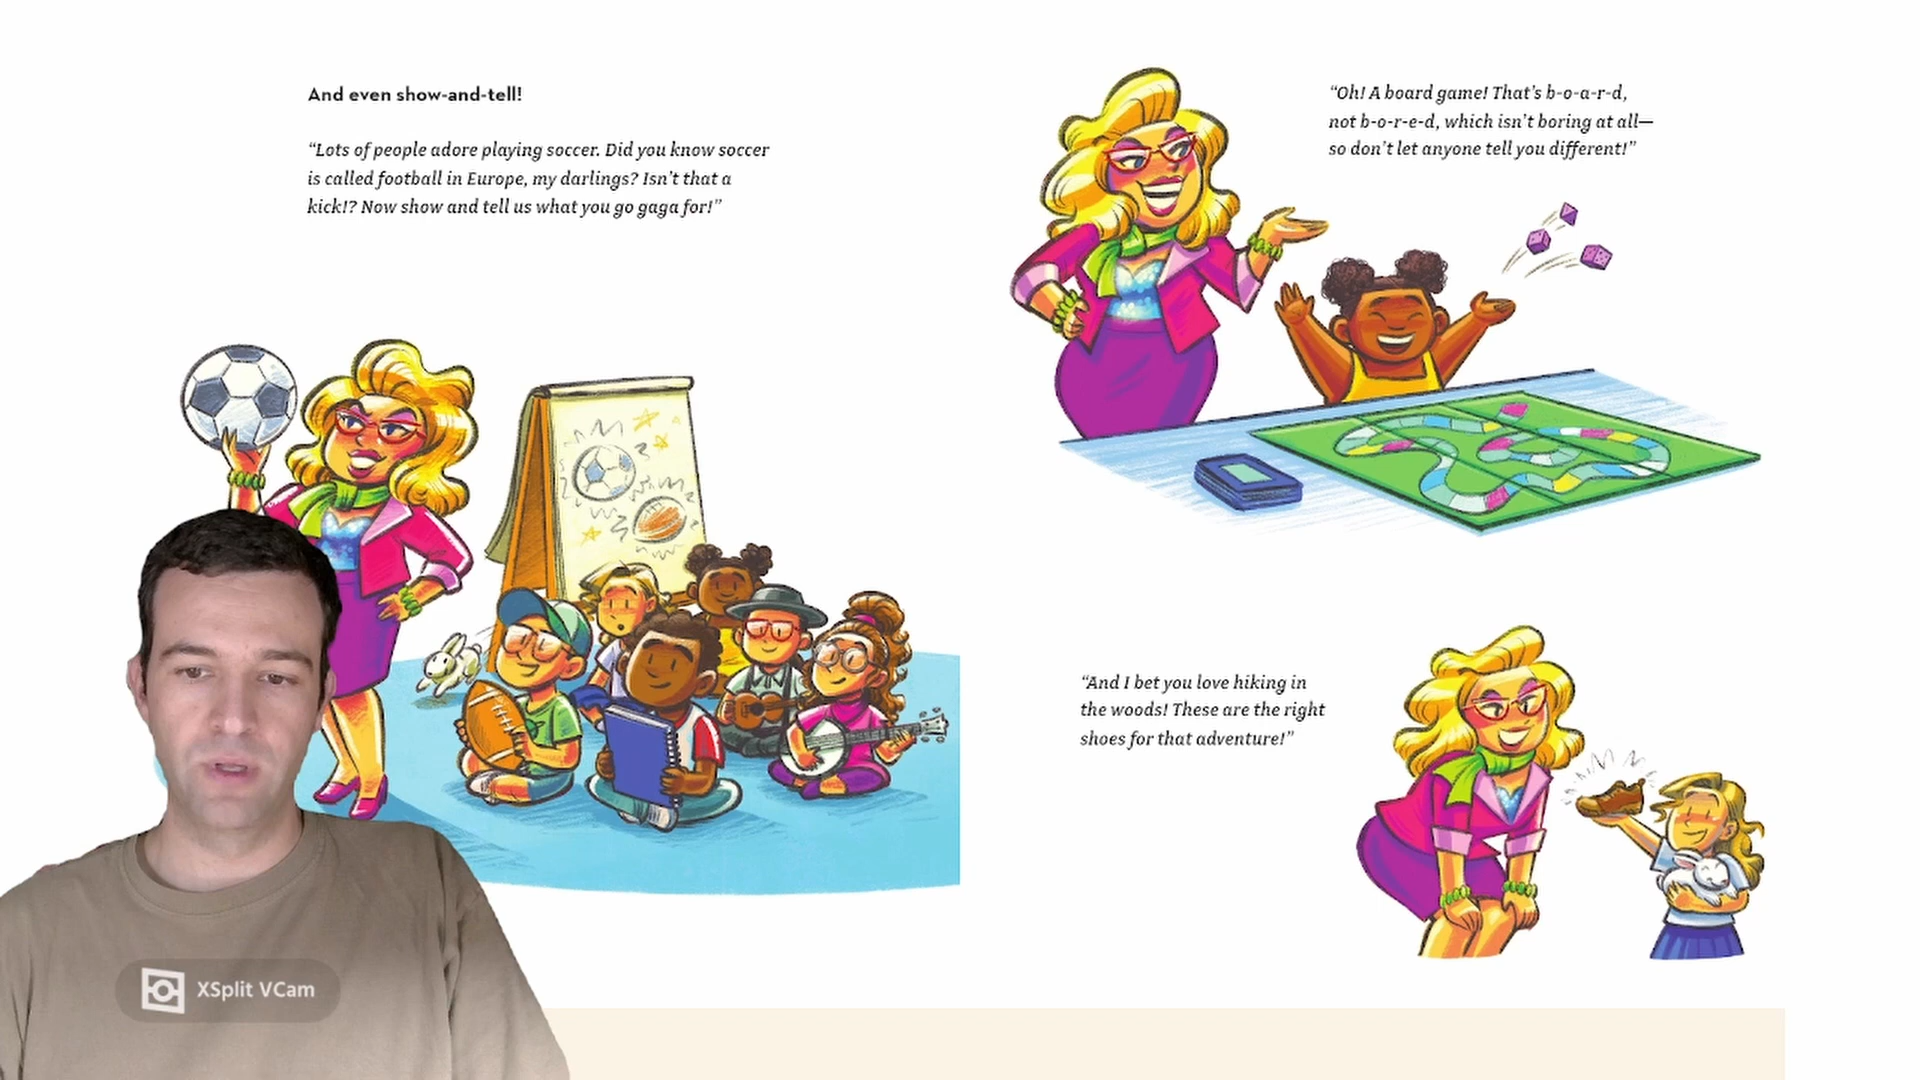 And even show-and-tell!
“Lots of people adore playing soccer. Did you know soccer
is called football in Europe, my darlings? Isn’t that a
kick!? Now show and tell us what you go gaga for!”
“Oh! A board game! That’s b-o-a-r-d,
not b-o-r-e-d, which isn’t boring at all—
so don’t let anyone tell you different!”
“And I bet you love hiking in
the woods! These are the right
shoes for that adventure!”
XSplit VCam